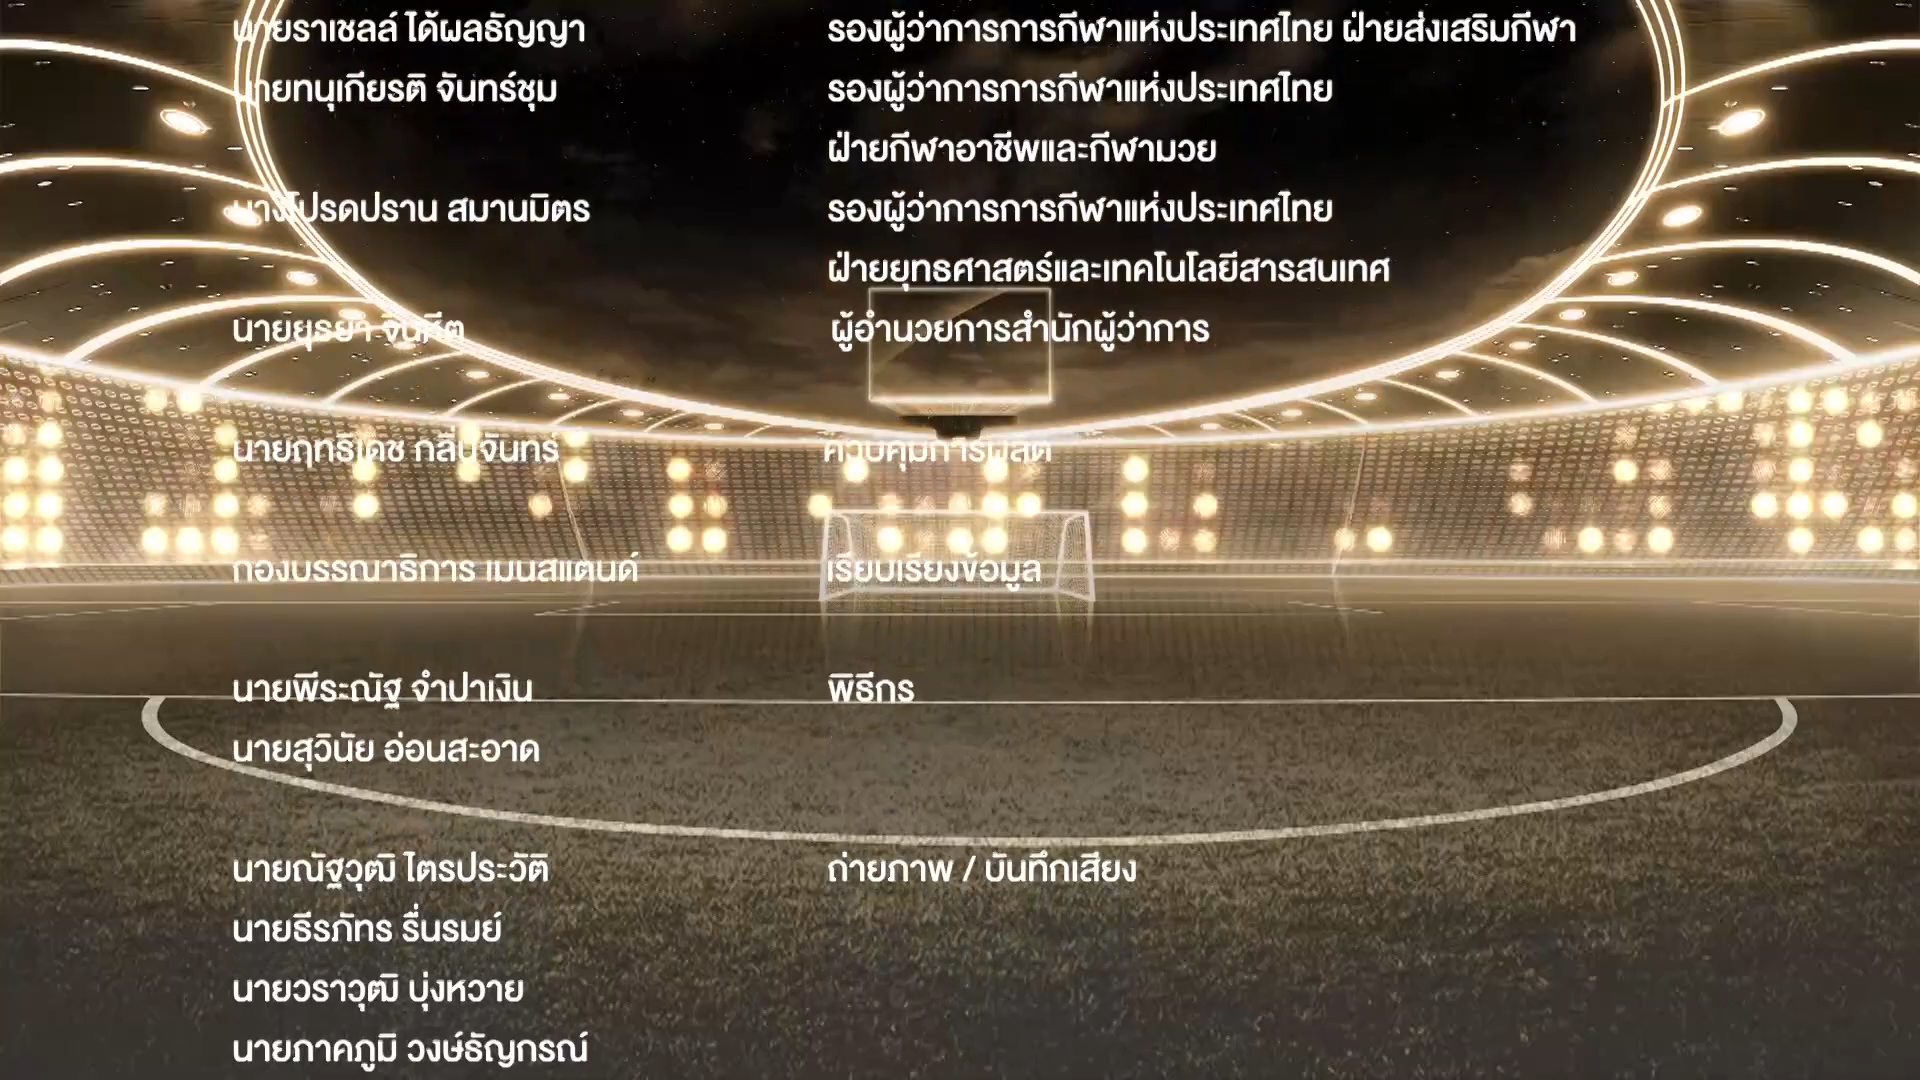 นายราเชลล์ ได้ผลธัญญา รองผู้ว่าการการกีฬาแห่งประเทศไทย ฝ่ายส่งเสริมกีฬา
นายทนุเกียรติ จันทร์ชุม รองผู้ว่าการการกีฬาแห่งประเทศไทย
ฝ่ายกีฬาอาชีพและกีฬามวย
นางโปรดปราน สมานมิตร รองผู้ว่าการการกีฬาแห่งประเทศไทย
ฝ่ายยุทธศาสตร์และเทคโนโลยีสารสนเทศ
นายยุรยา ผู้อำนวยการสำนักผู้ว่าการ
นายฤทธิเดช กลิ่นจันทร์ ควบคุมการผลิต
กองบรรณาธิการ เมนสแตนด์ เรียบเรียงข้อมูล
นายพีระณัฐ จำปาเงิน พิธีกร
นายสุวินัย อ่อนสะอาด
นายณัฐวุฒิ ไตรประวัติ ถ่ายภาพ / บันทึกเสียง
นายธีรภัทร รื่นรมย์
นายวราวุฒิ บุ่งหวาย
นายภาคภูมิ วงษ์ธัญกรณ์